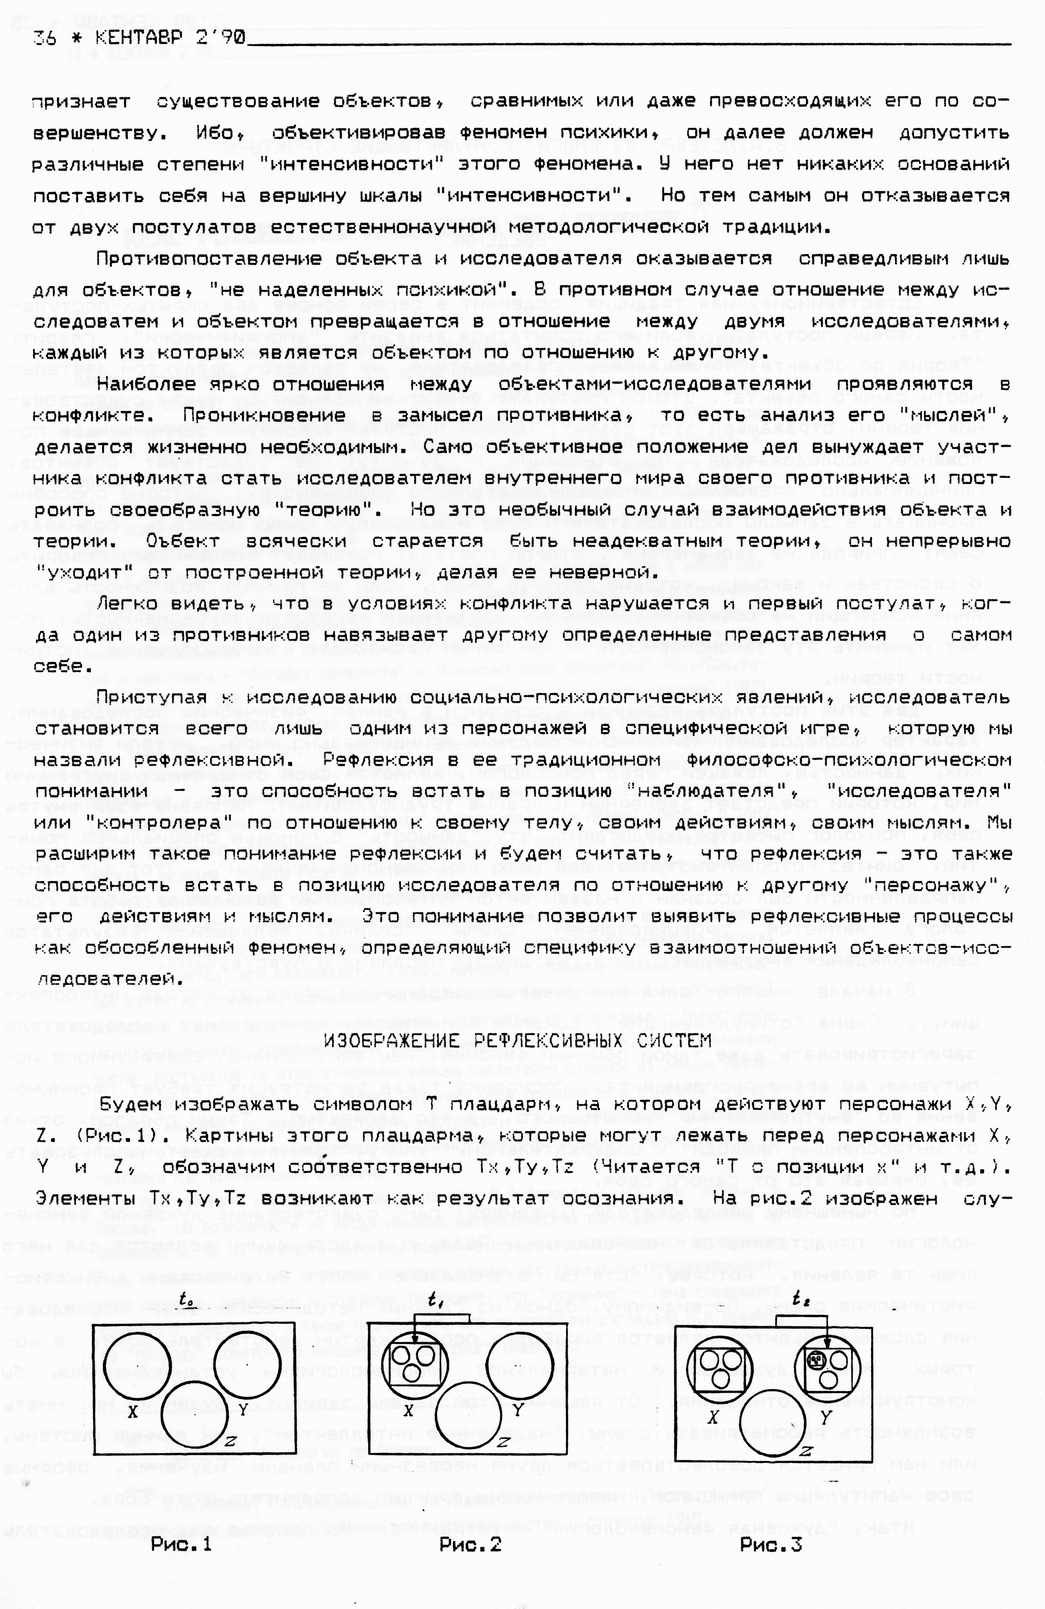 36 * КЕНТАВР 2'90
признает существование объектов, сравнимых или даже превосходящих его по со-
вершенству. Ибо, объективировав феномен психики, он далее должен допустить
различные степени "интенсивности" этого феномена. У него нет никаких оснований
поставить себя на вершину шкалы "интенсивности". Но тем самым он отказывается
от двух постулатов естественнонаучной методологической традиции.
Противопоставление объекта и исследователя оказывается справедливым лишь
для объектов, "не наделенных психикой". В противном случае отношение между ис-
следоватем и объектом превращается в отношение между двумя исследователями,
каждый из которых является объектом по отношению к другому.
Наиболее ярко отношения между объектами-исследователями проявляются в
конфликте. Проникновение в замысел противника, то есть анализ его "мыслей",
делается жизненно необходимым. Само объективное положение дел вынуждает участ-
ника конфликта стать исследователем внутреннего мира своего противника и пост-
роить своеобразную "теорию". Но это необычный случай взаимодействия объекта и
теории. Оъбект всячески старается быть неадекватным теории, он непрерывно
"уходит" от построенной теории, делая ее неверной.
Легко видеть, что в условиях конфликта нарушается и первый постулат, ког-
да один из противников навязывает другому определенные представления о самом
себе.
Приступая к исследованию социально-психологических явлений, исследователь
становится всего лишь одним из персонажей в специфической игре, которую мы
назвали рефлексивной. Рефлексия в ее традиционном философско-психологическом
понимании - это способность встать в позицию "наблюдателя", "исследователя"
или "контролера" по отношению к своему телу, своим действиям, своим мыслям. Мы
расширим такое понимание рефлексии и будем считать, что рефлексия - это также
способность встать в позицию исследователя по отношению к другому "персонажу",
его действиям и мыслям. Это понимание позволит выявить рефлексивные процессы
как обособленный феномен, определяющий специфику взаимоотношений объектов-исс-
ледователей.
ИЗОБРАЖЕНИЕ РЕФЛЕКСИВНЫХ СИСТЕМ
Будем изображать символом T плацдарм, на котором действуют персонажи X,Y,
Z. (Рис.1). Картины этого плацдарма, которые могут лежать перед персонажами X,
Y и Z, обозначим соответственно Tx,Ty,Tz (Читается "T с позиции x" и т.д.).
Элементы Tx,Ty,Tz возникают как результат осознания. На рис.2 изображен слу-
t₀ t₁ t₂
X Y Z X Y Z X Y Z
Рис.1 Рис.2 Рис.3